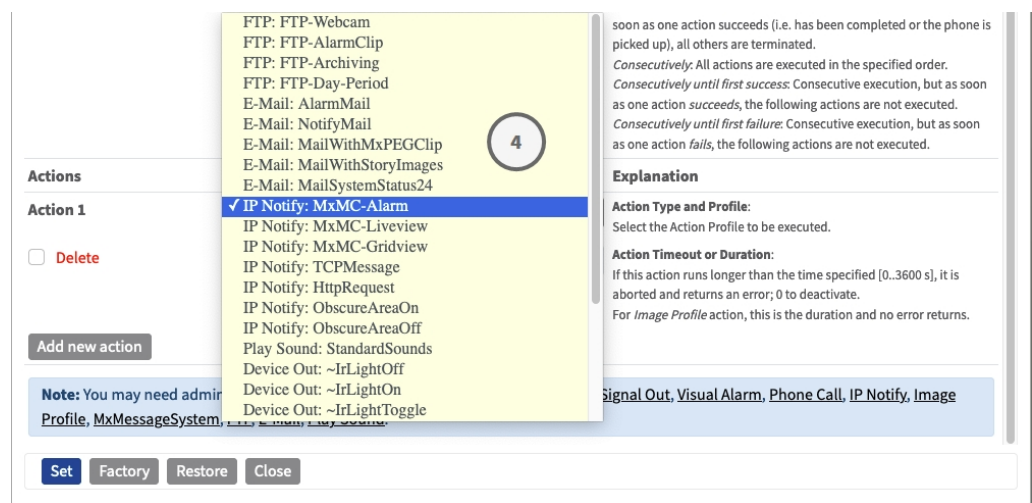 FTP: FTP-Webcam
FTP: FTP-AlarmClip
FTP: FTP-Archiving
FTP: FTP-Day-Period
E-Mail: AlarmMail
E-Mail: NotifyMail
E-Mail: MailWithMxPEGClip
E-Mail: MailWithStoryImages
E-Mail: MailSystemStatus24
✓ IP Notify: MxMC-Alarm
IP Notify: MxMC-Liveview
IP Notify: MxMC-Gridview
IP Notify: TCPMessage
IP Notify: HttpRequest
IP Notify: ObscureAreaOn
IP Notify: ObscureAreaOff
Play Sound: StandardSounds
Device Out: ~IrLightOff
Device Out: ~IrLightOn
Device Out: ~IrLightToggle
4
soon as one action succeeds (i.e. has been completed or the phone is
picked up), all others are terminated.
Consecutively: All actions are executed in the specified order.
Consecutively until first success: Consecutive execution, but as soon
as one action succeeds, the following actions are not executed.
Consecutively until first failure: Consecutive execution, but as soon
as one action fails, the following actions are not executed.
Actions
Explanation
Action 1
Delete
Action Type and Profile:
Select the Action Profile to be executed.
Action Timeout or Duration:
If this action runs longer than the time specified [0..3600 s], it is
aborted and returns an error; 0 to deactivate.
For Image Profile action, this is the duration and no error returns.
Add new action
Note: You may need admin Signal Out, Visual Alarm, Phone Call, IP Notify, Image
Profile, MxMessageSystem, FTP, E-Mail, Play Sound.
Set Factory Restore Close